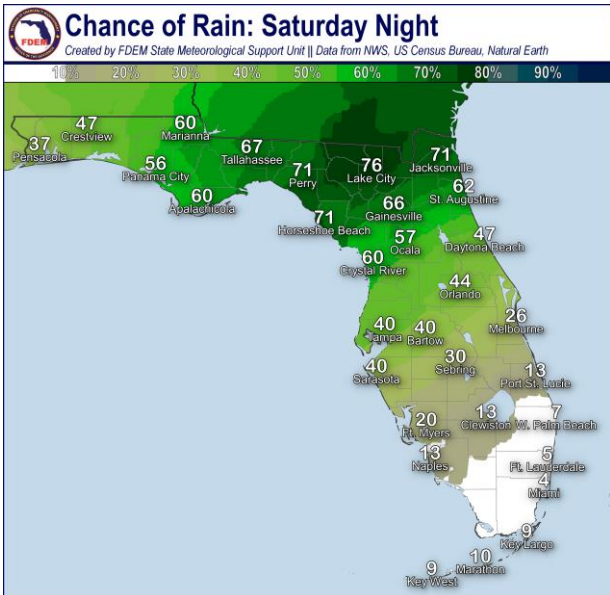 FDEM
Chance of Rain: Saturday Night
Created by FDEM State Meteorological Support Unit || Data from NWS, US Census Bureau, Natural Earth
10% 20% 30% 40% 50% 60% 70% 80% 90%
47
Crestview
60
Marianna
37
Pensacola
67
Tallahassee
56
Panama City
71
Perry
76
Lake City
71
Jacksonville
60
Apalachicola
62
St. Augustine
66
Gainesville
71
Horseshoe Beach
57
Ocala
47
Daytona Beach
60
Crystal River
44
Orlando
26
Melbourne
40
Tampa
40
Bartow
40
Sarasota
30
Sebring
13
Port St. Lucie
20
Ft. Myers
13
Clewiston
7
W. Palm Beach
13
Naples
5
Ft. Lauderdale
4
Miami
9
Key Largo
10
Marathon
9
Key West